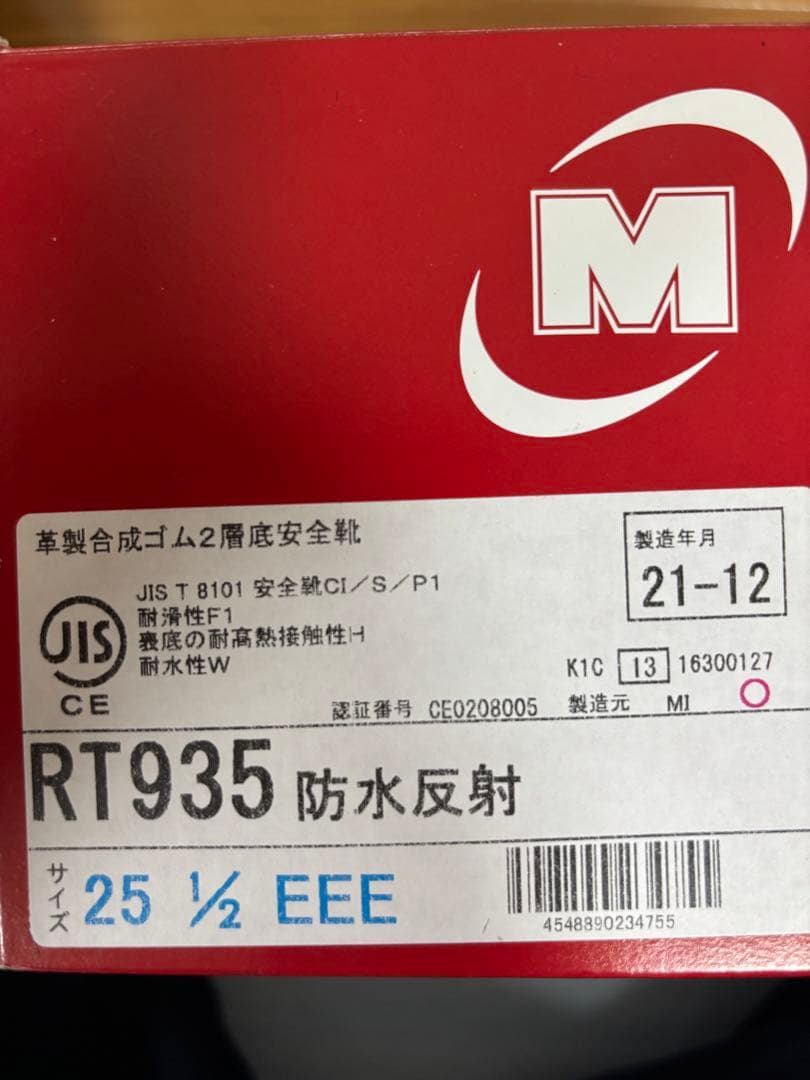 M
革製合成ゴム2層底安全靴
製造年月
21-12
JIS
CE
JIS T 8101 安全靴CI/S/P1
耐滑性F1
表底の耐高熱接触性H
耐水性W
K1C 13 16300127
認証番号 CE0208005 製造元 MI
RT935 防水反射
サイズ 25 ½ EEE
4548890234755